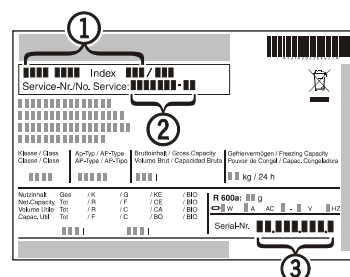 1
Index /
Service-Nr./No. Service: -
2
Klasse / Class
Classe / Clase
Ap-Typ / AP-Type
AP-Type / AP-Tipo
Bruttoinhalt / Gross Capacity
Volume Brut / Capacidad Bruta
Gefriervermögen / Freezing Capacity
Pouvoir de Congel / Capac. Congeladora
l
kg / 24 h
Nutzinhalt Ges / K / G / KE / BIO
Net.Capacity Tot / R / F / CE / BIO
Volume Utile Tot / R / C / CA / BIO
Capac. Util Tot / F / C / BO / BIO
l l
R 600a: g
W A AC - V HZ
Serial-Nr. . . .
3